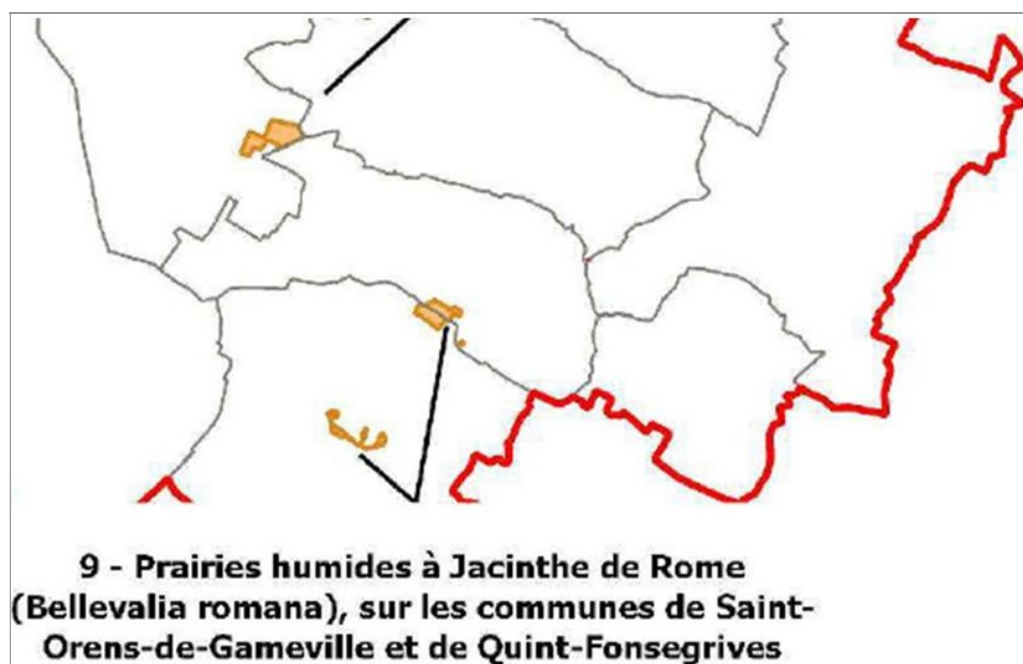 9 - Prairies humides à Jacinthe de Rome
(Bellevalia romana), sur les communes de Saint-
Orens-de-Gameville et de Quint-Fonsegrives